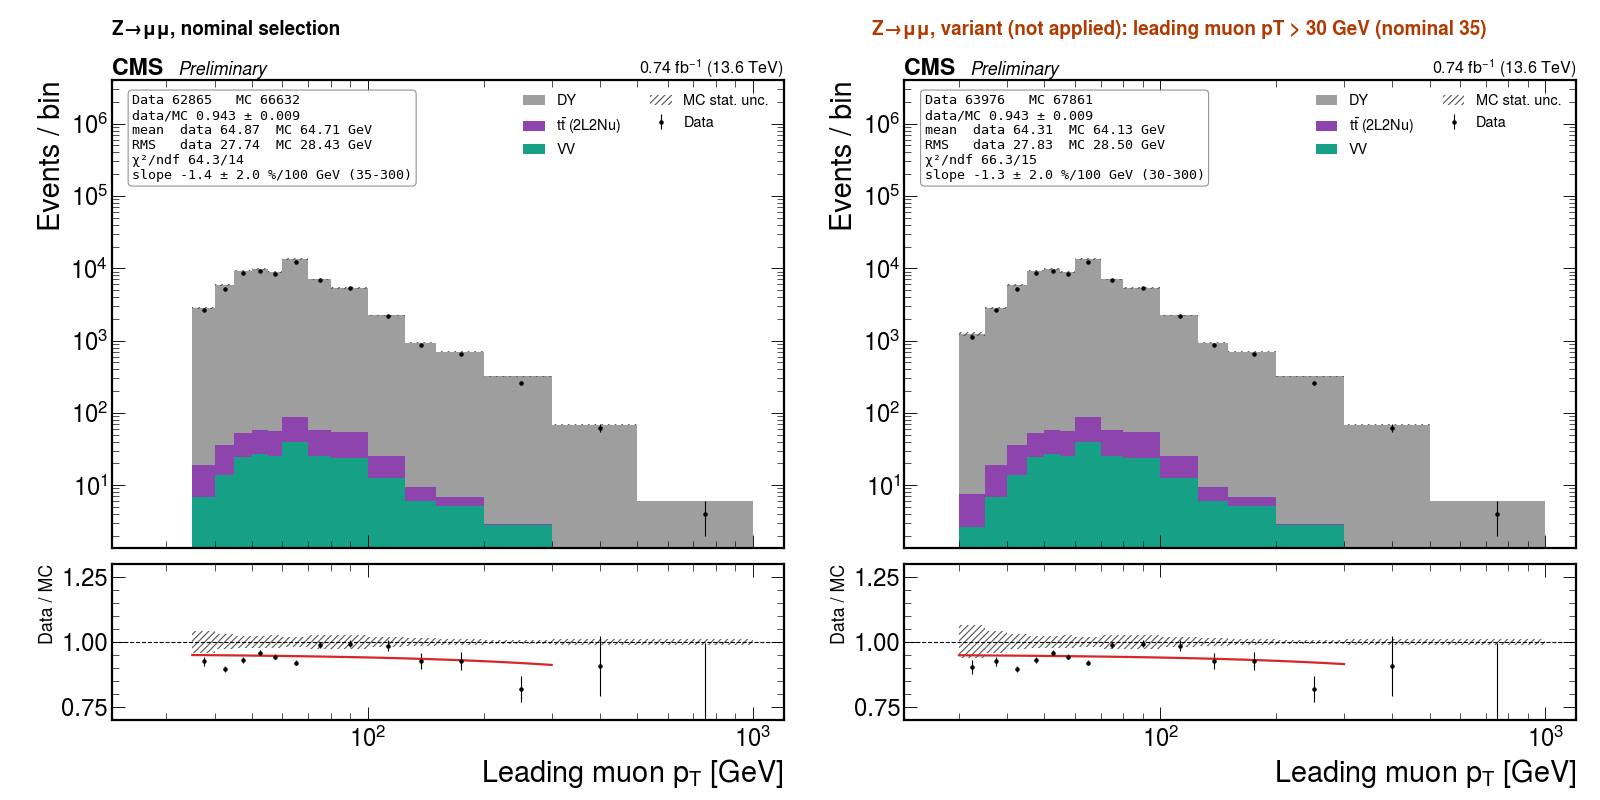 Z→μμ, nominal selection
CMS Preliminary 0.74 fb⁻¹ (13.6 TeV)
Events / bin
10⁶
10⁵
10⁴
10³
10²
10¹
Data 62865 MC 66632
data/MC 0.943 ± 0.009
mean data 64.87 MC 64.71 GeV
RMS data 27.74 MC 28.43 GeV
χ²/ndf 64.3/14
slope -1.4 ± 2.0 %/100 GeV (35-300)
DY
tt̄ (2L2Nu)
VV
MC stat. unc.
Data
Data / MC
1.25
1.00
0.75
10² 10³
Leading muon p_T [GeV]
Z→μμ, variant (not applied): leading muon pT > 30 GeV (nominal 35)
CMS Preliminary 0.74 fb⁻¹ (13.6 TeV)
Events / bin
10⁶
10⁵
10⁴
10³
10²
10¹
Data 63976 MC 67861
data/MC 0.943 ± 0.009
mean data 64.31 MC 64.13 GeV
RMS data 27.83 MC 28.50 GeV
χ²/ndf 66.3/15
slope -1.3 ± 2.0 %/100 GeV (30-300)
DY
tt̄ (2L2Nu)
VV
MC stat. unc.
Data
Data / MC
1.25
1.00
0.75
10² 10³
Leading muon p_T [GeV]